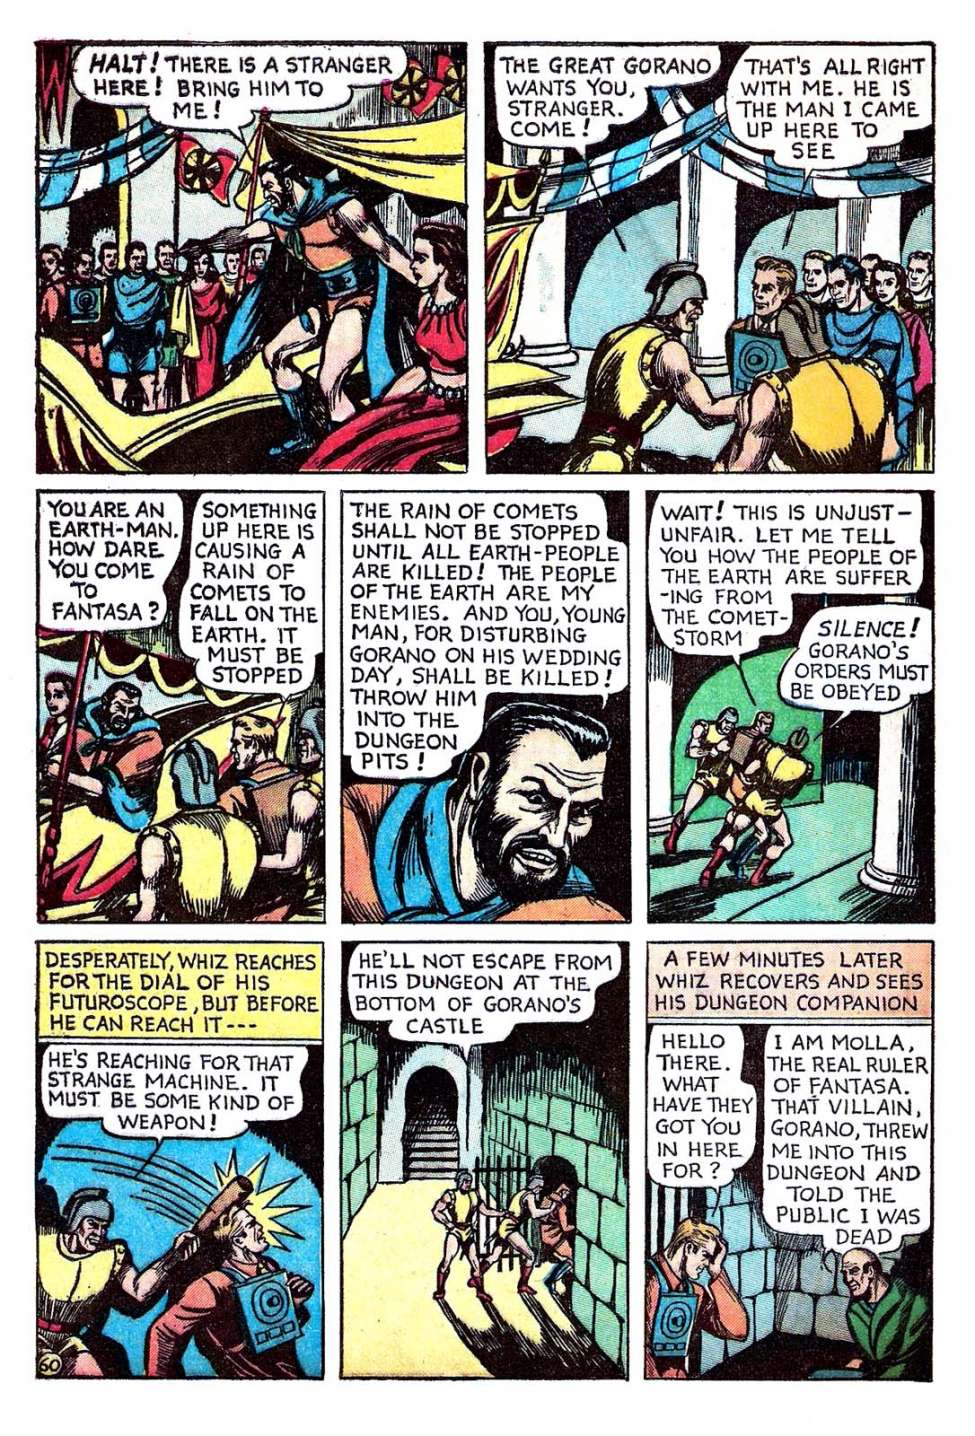 HALT! THERE IS A STRANGER
HERE! BRING HIM TO
ME!
THE GREAT GORANO
WANTS YOU,
STRANGER.
COME!
THAT'S ALL RIGHT
WITH ME. HE IS
THE MAN I CAME
UP HERE TO
SEE
YOU ARE AN
EARTH-MAN.
HOW DARE
YOU COME
TO
FANTASA?
SOMETHING
UP HERE IS
CAUSING A
RAIN OF
COMETS TO
FALL ON THE
EARTH. IT
MUST BE
STOPPED
THE RAIN OF COMETS
SHALL NOT BE STOPPED
UNTIL ALL EARTH-PEOPLE
ARE KILLED! THE PEOPLE
OF THE EARTH ARE MY
ENEMIES. AND YOU, YOUNG
MAN, FOR DISTURBING
GORANO ON HIS WEDDING
DAY, SHALL BE KILLED!
THROW HIM
INTO THE
DUNGEON
PITS!
WAIT! THIS IS UNJUST-
UNFAIR. LET ME TELL
YOU HOW THE PEOPLE OF
THE EARTH ARE SUFFER
-ING FROM
THE COMET-
STORM
SILENCE!
GORANO'S
ORDERS MUST
BE OBEYED
DESPERATELY, WHIZ REACHES
FOR THE DIAL OF HIS
FUTUROSCOPE, BUT BEFORE
HE CAN REACH IT---
HE'S REACHING FOR THAT
STRANGE MACHINE. IT
MUST BE SOME KIND OF
WEAPON!
60
HE'LL NOT ESCAPE FROM
THIS DUNGEON AT THE
BOTTOM OF GORANO'S
CASTLE
A FEW MINUTES LATER
WHIZ RECOVERS AND SEES
HIS DUNGEON COMPANION
HELLO
THERE.
WHAT
HAVE THEY
GOT YOU
IN HERE
FOR?
I AM MOLLA,
THE REAL RULER
OF FANTASA.
THAT VILLAIN,
GORANO, THREW
ME INTO THIS
DUNGEON AND
TOLD THE
PUBLIC I WAS
DEAD